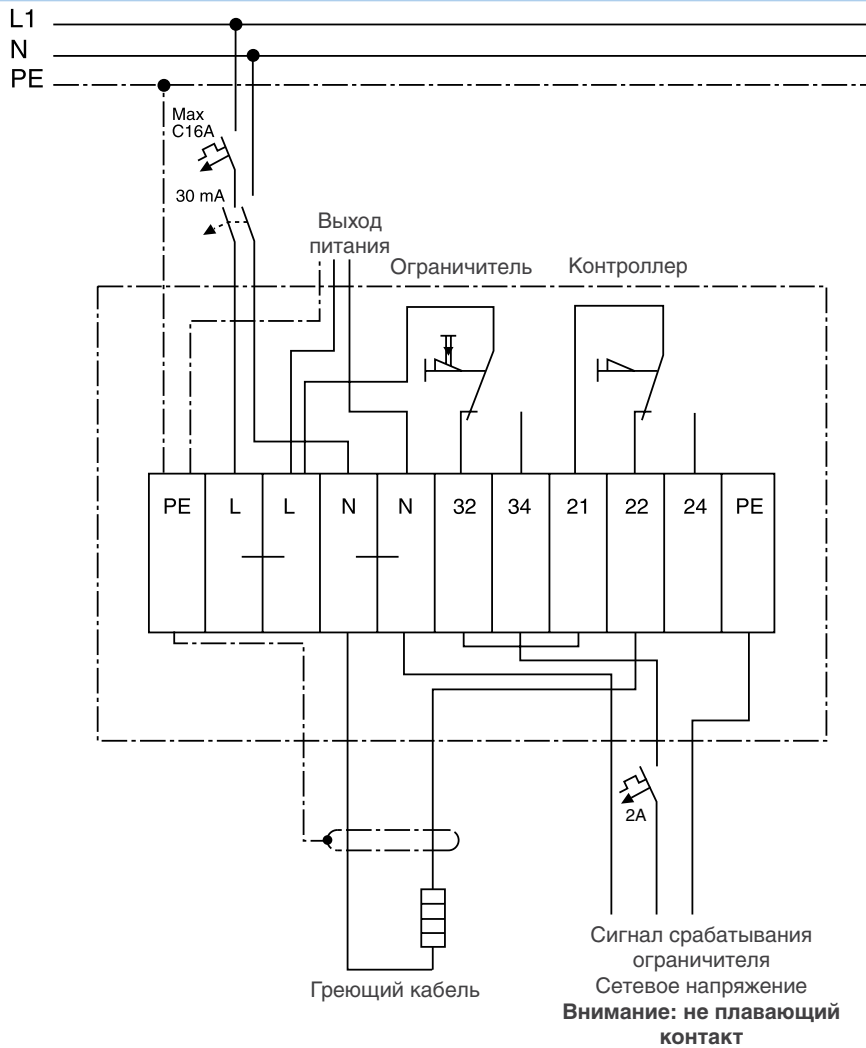 L1
N
PE
Max
C16A
30 mA
Выход
питания
Ограничитель
Контроллер
PE L L N N 32 34 21 22 24 PE
2A
Греющий кабель
Сигнал срабатывания
ограничителя
Сетевое напряжение
Внимание: не плавающий
контакт